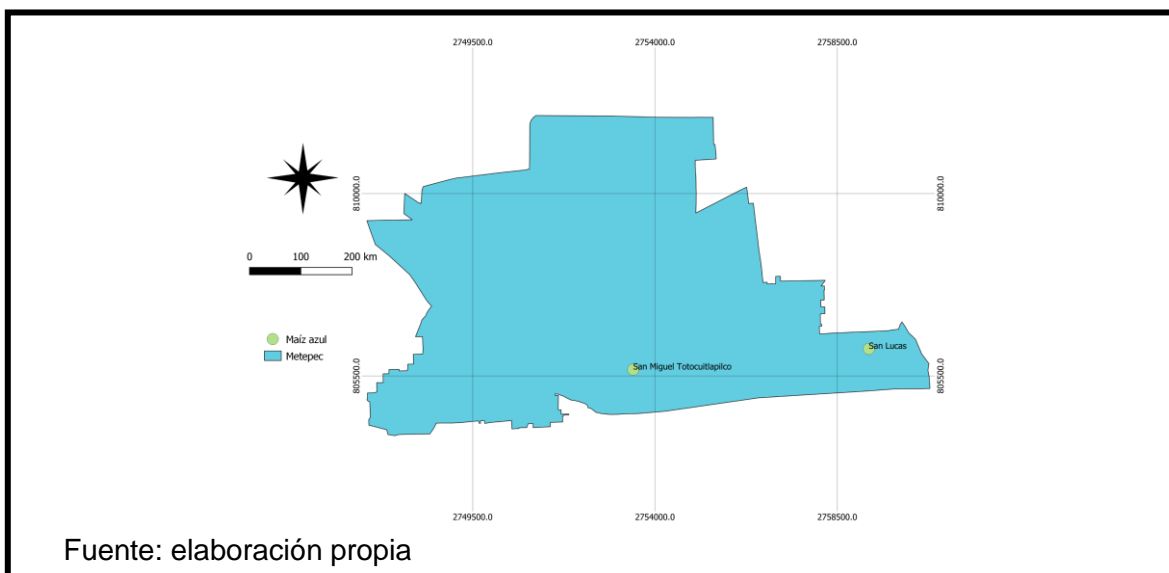 2749500.0 2754000.0 2758500.0
810000.0 810000.0
0 100 200 km
Maíz azul
Metepec
San Lucas
San Miguel Totocuitlapilco
805500.0 805500.0
2749500.0 2754000.0 2758500.0
Fuente: elaboración propia